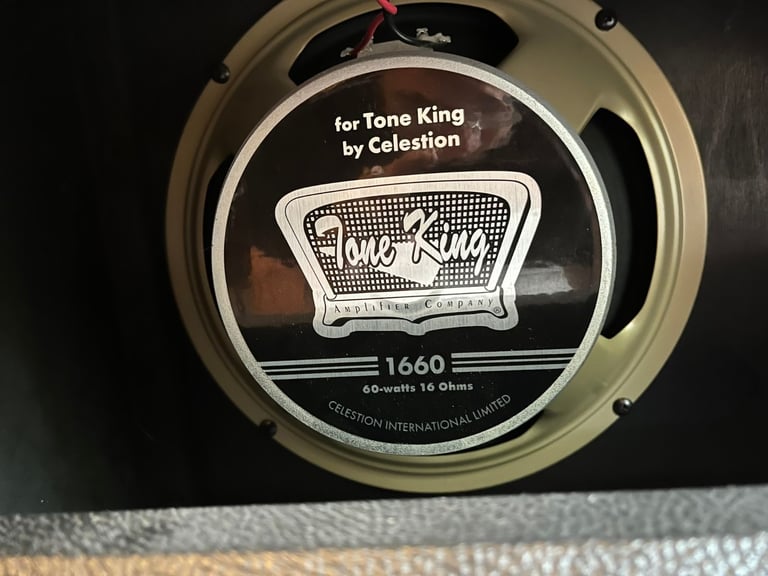 for Tone King
by Celestion
Tone King
Amplifier Company®
1660
60-watts 16 Ohms
CELESTION INTERNATIONAL LIMITED